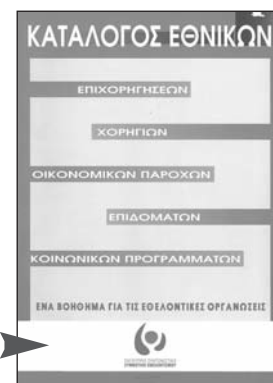 ΚΑΤΑΛΟΓΟΣ ΕΘΝΙΚΩΝ
ΕΠΙΧΟΡΗΓΗΣΕΩΝ
ΧΟΡΗΓΙΩΝ
ΟΙΚΟΝΟΜΙΚΩΝ ΠΑΡΟΧΩΝ
ΕΠΙΔΟΜΑΤΩΝ
ΚΟΙΝΩΝΙΚΩΝ ΠΡΟΓΡΑΜΜΑΤΩΝ
ΕΝΑ ΒΟΗΘΗΜΑ ΓΙΑ ΤΙΣ ΕΘΕΛΟΝΤΙΚΕΣ ΟΡΓΑΝΩΣΕΙΣ